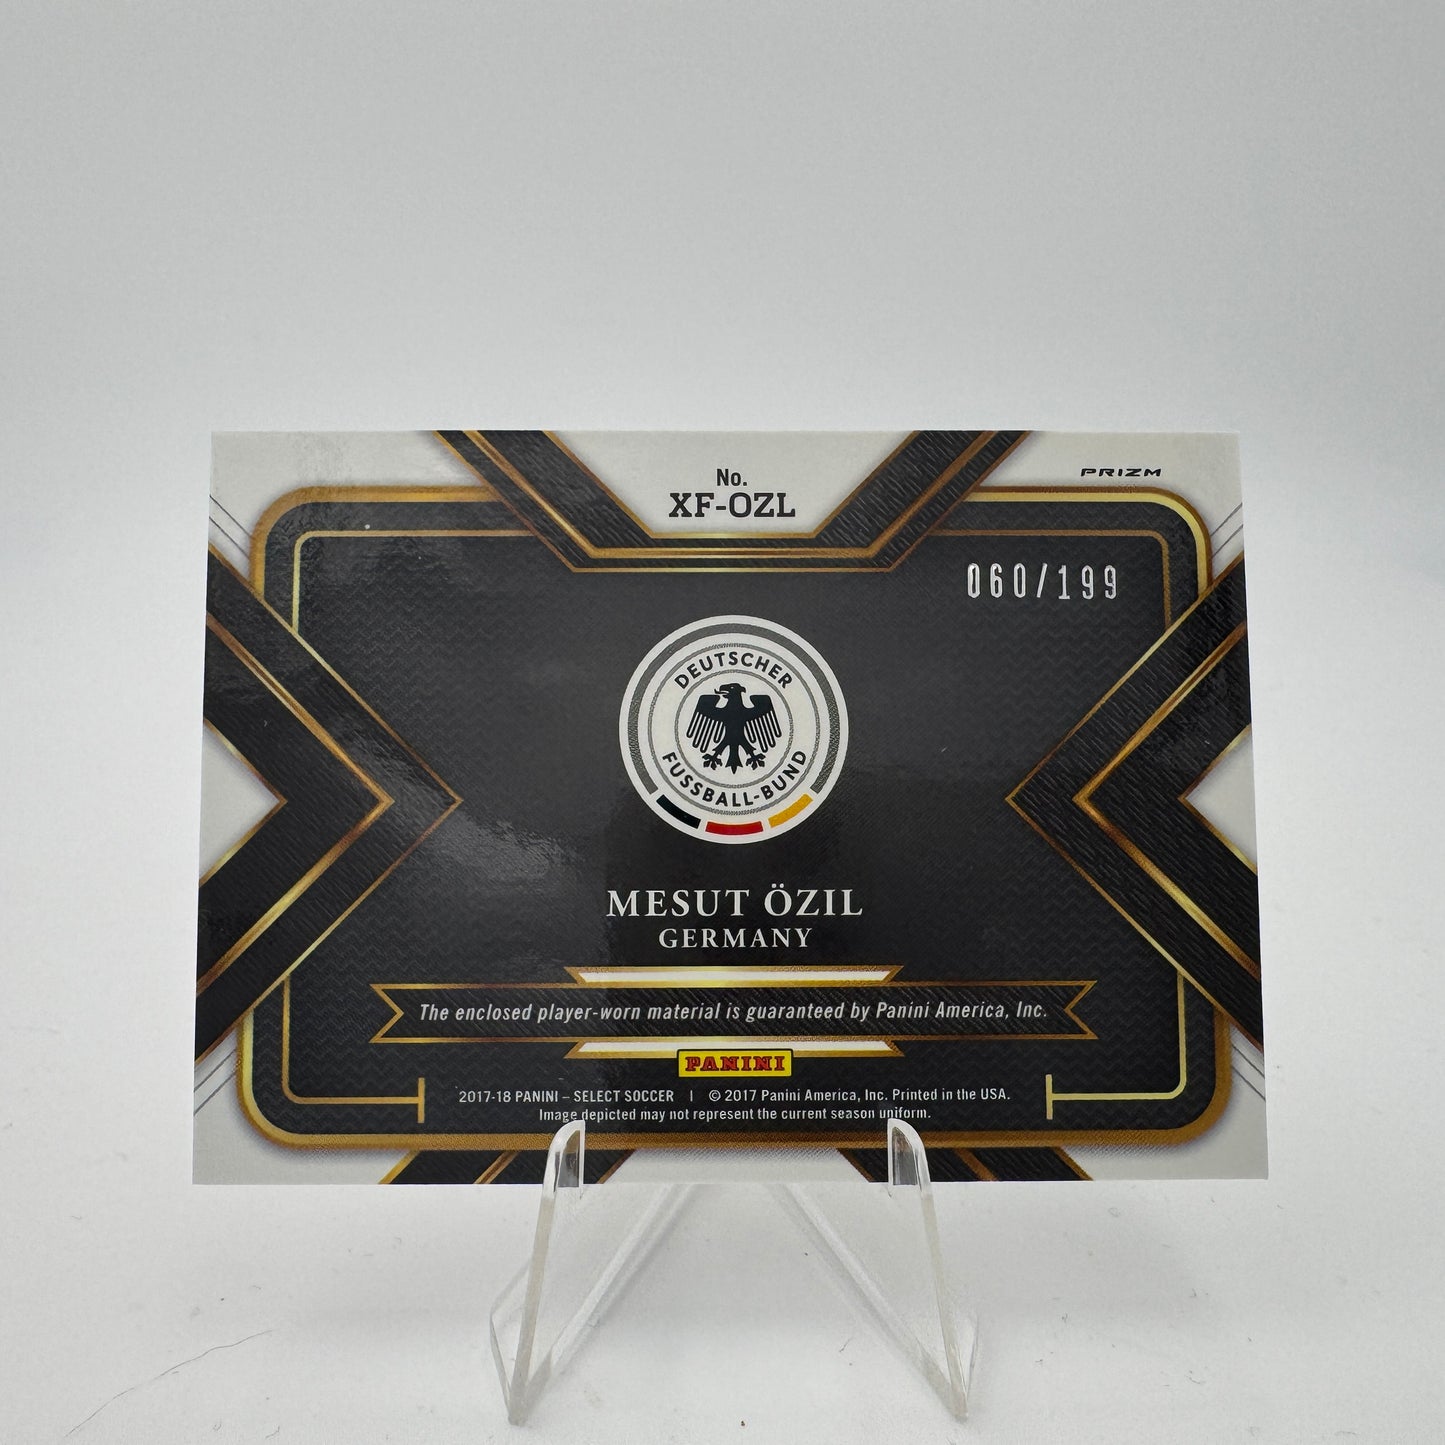 No.
XF-OZL
PRIZM
060/199
DEUTSCHER
FUSSBALL-BUND
MESUT ÖZIL
GERMANY
The enclosed player-worn material is guaranteed by Panini America, Inc.
PANINI
2017-18 PANINI – SELECT SOCCER | © 2017 Panini America, Inc. Printed in the USA.
Image depicted may not represent the current season uniform.